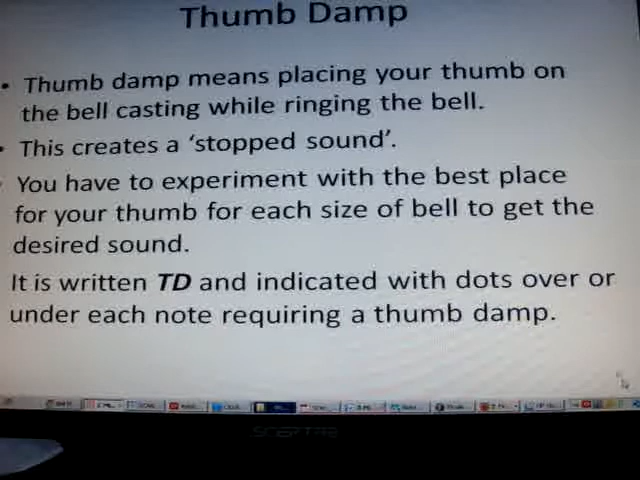 Thumb Damp
• Thumb damp means placing your thumb on
the bell casting while ringing the bell.
• This creates a ‘stopped sound’.
• You have to experiment with the best place
for your thumb for each size of bell to get the
desired sound.
It is written TD and indicated with dots over or
under each note requiring a thumb damp.
SCEPTRE